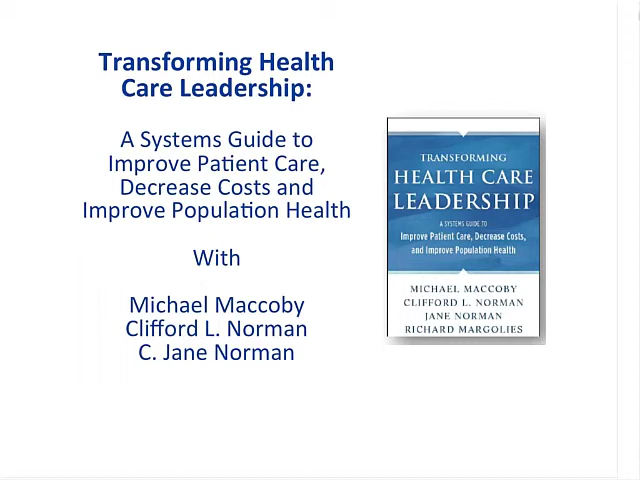 Transforming Health
Care Leadership:
A Systems Guide to
Improve Patient Care,
Decrease Costs and
Improve Population Health
With
Michael Maccoby
Clifford L. Norman
C. Jane Norman
TRANSFORMING
HEALTH CARE
LEADERSHIP
A SYSTEMS GUIDE TO
Improve Patient Care, Decrease Costs,
and Improve Population Health
MICHAEL MACCOBY
CLIFFORD L. NORMAN
JANE NORMAN
RICHARD MARGOLIES